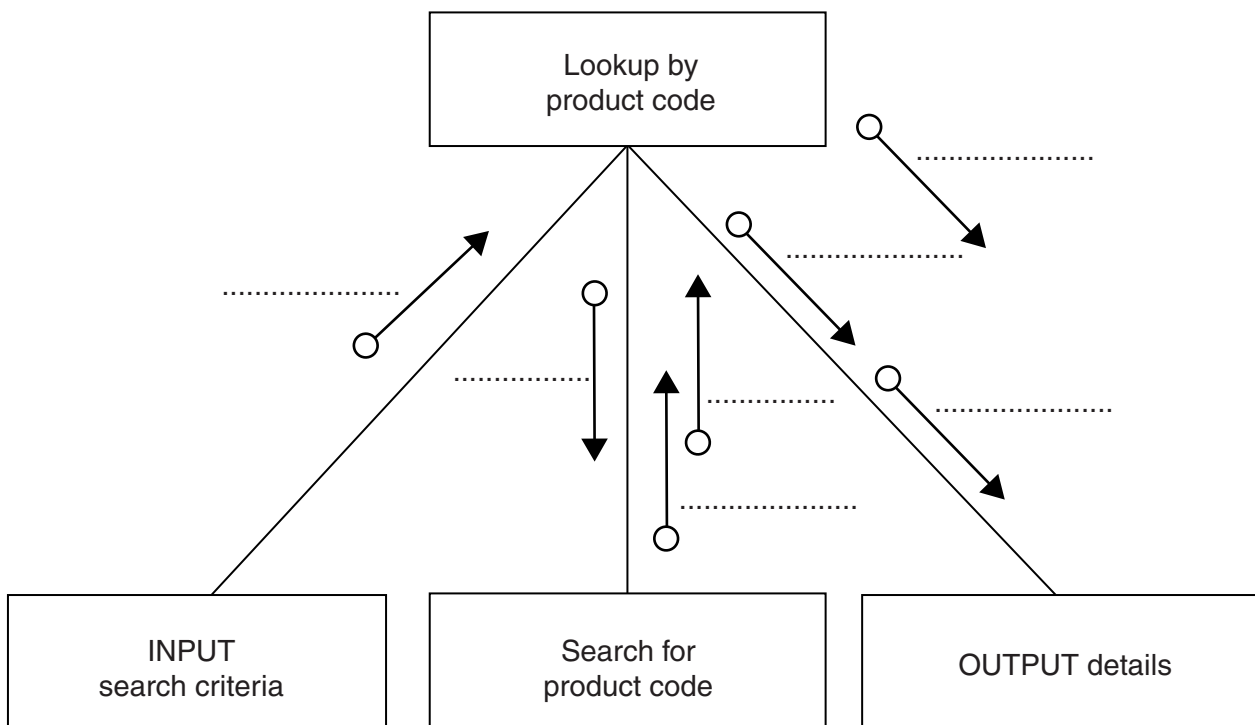 Lookup by
product code
INPUT
search criteria
Search for
product code
OUTPUT details